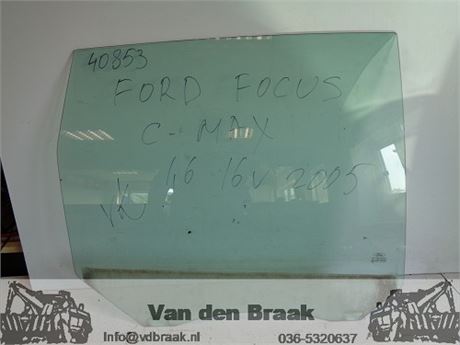 40853
FORD FOCUS
C-MAX
1,6 16V 2005
Van den Braak
Info@vdbraak.nl
036-5320637